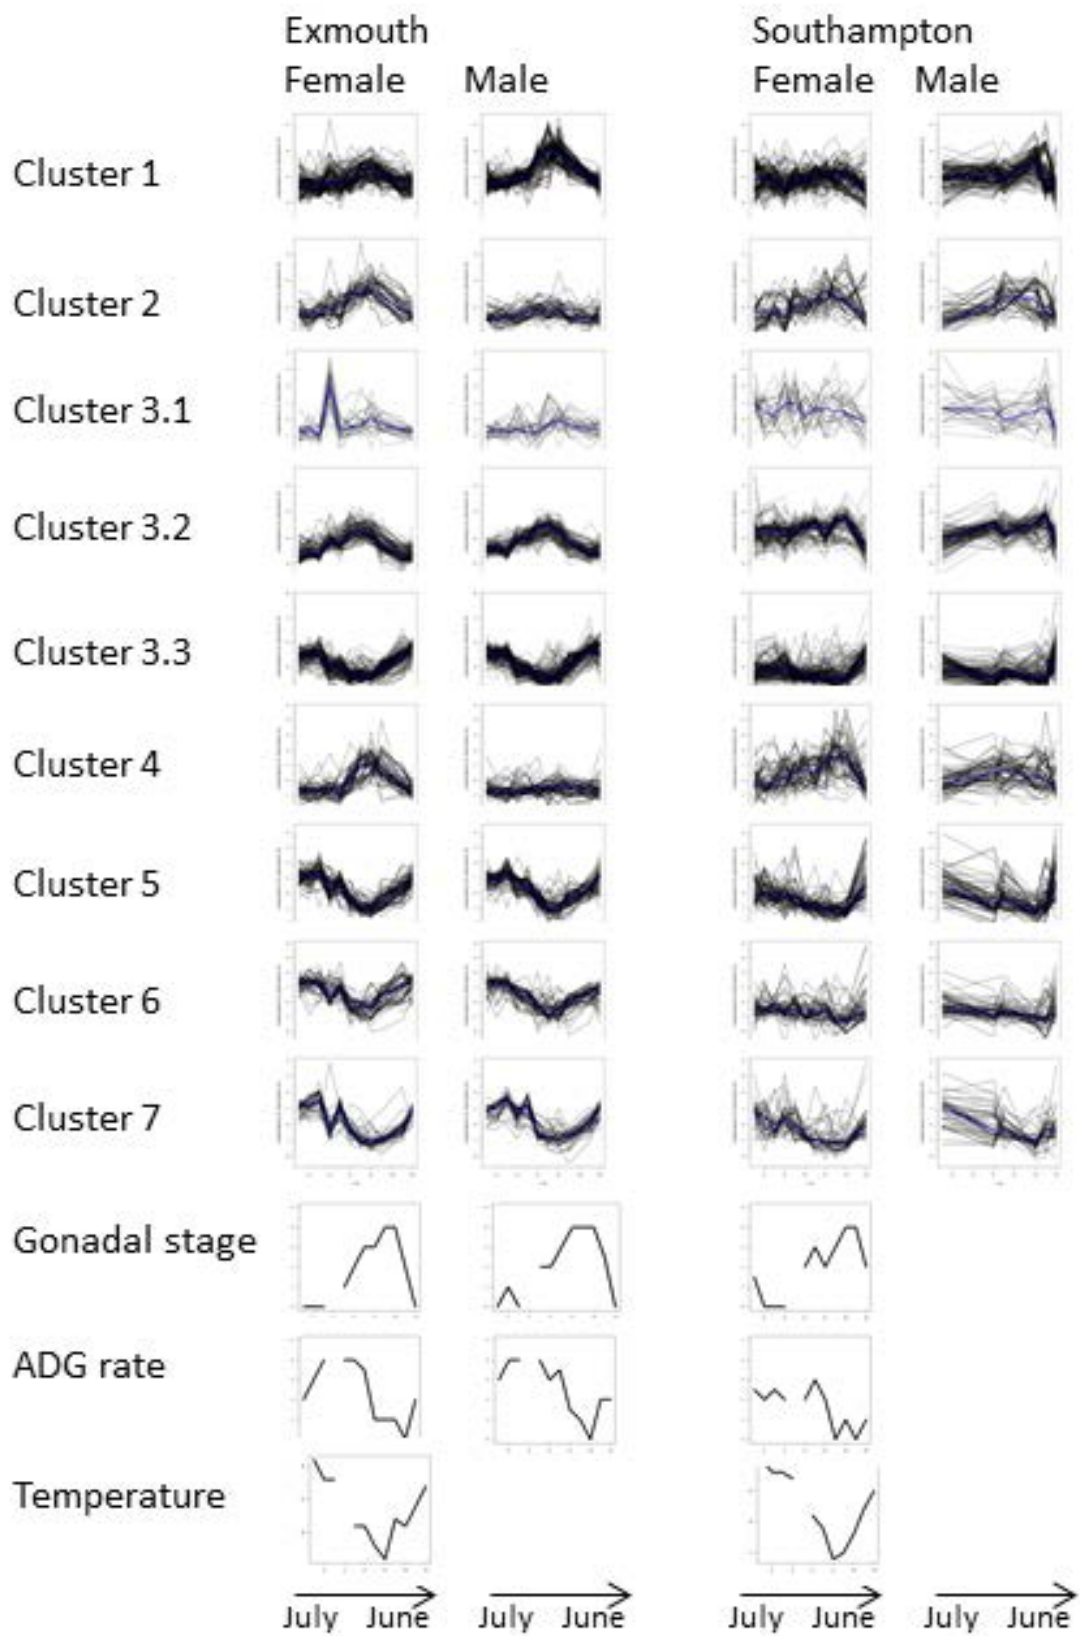 Exmouth Southampton
Female Male Female Male
Cluster 1
Cluster 2
Cluster 3.1
Cluster 3.2
Cluster 3.3
Cluster 4
Cluster 5
Cluster 6
Cluster 7
Gonadal stage
ADG rate
Temperature
July June July June July June July June